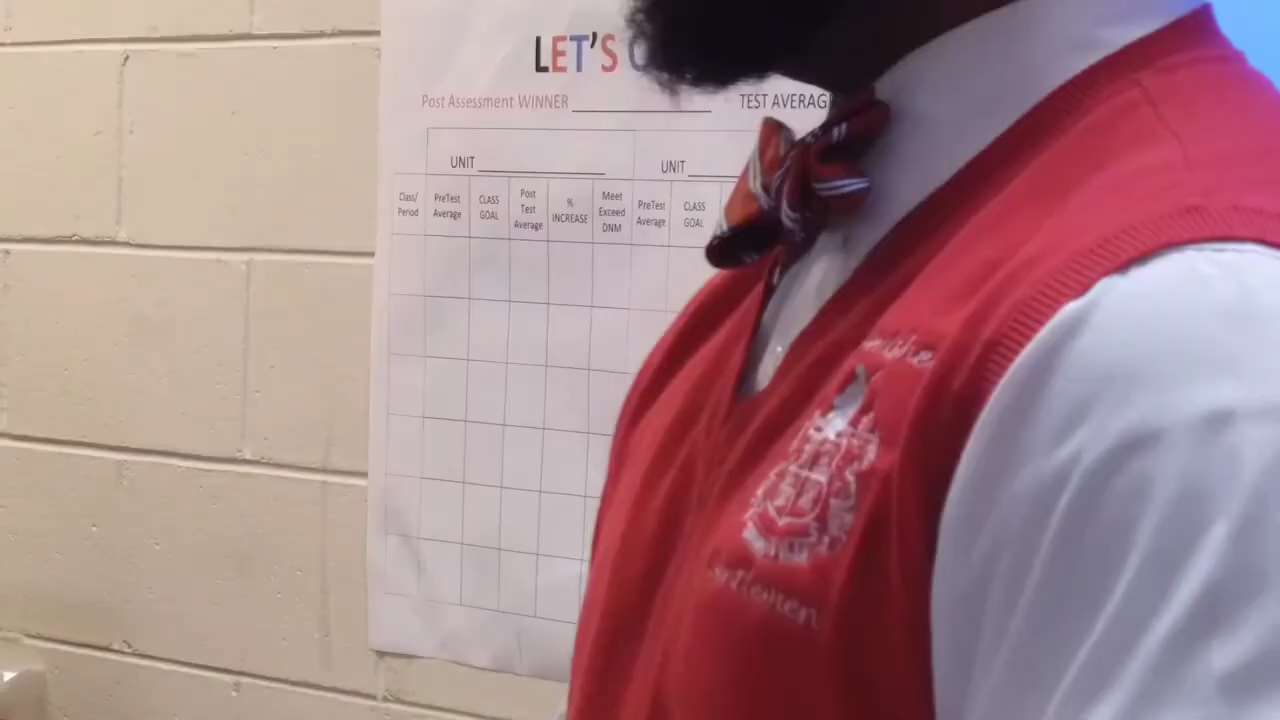 LET'S
Post Assessment WINNER TEST AVERAG
UNIT UNIT
Class/ Period PreTest Average CLASS GOAL Post Test Average % INCREASE Meet Exceed DNM PreTest Average CLASS GOAL